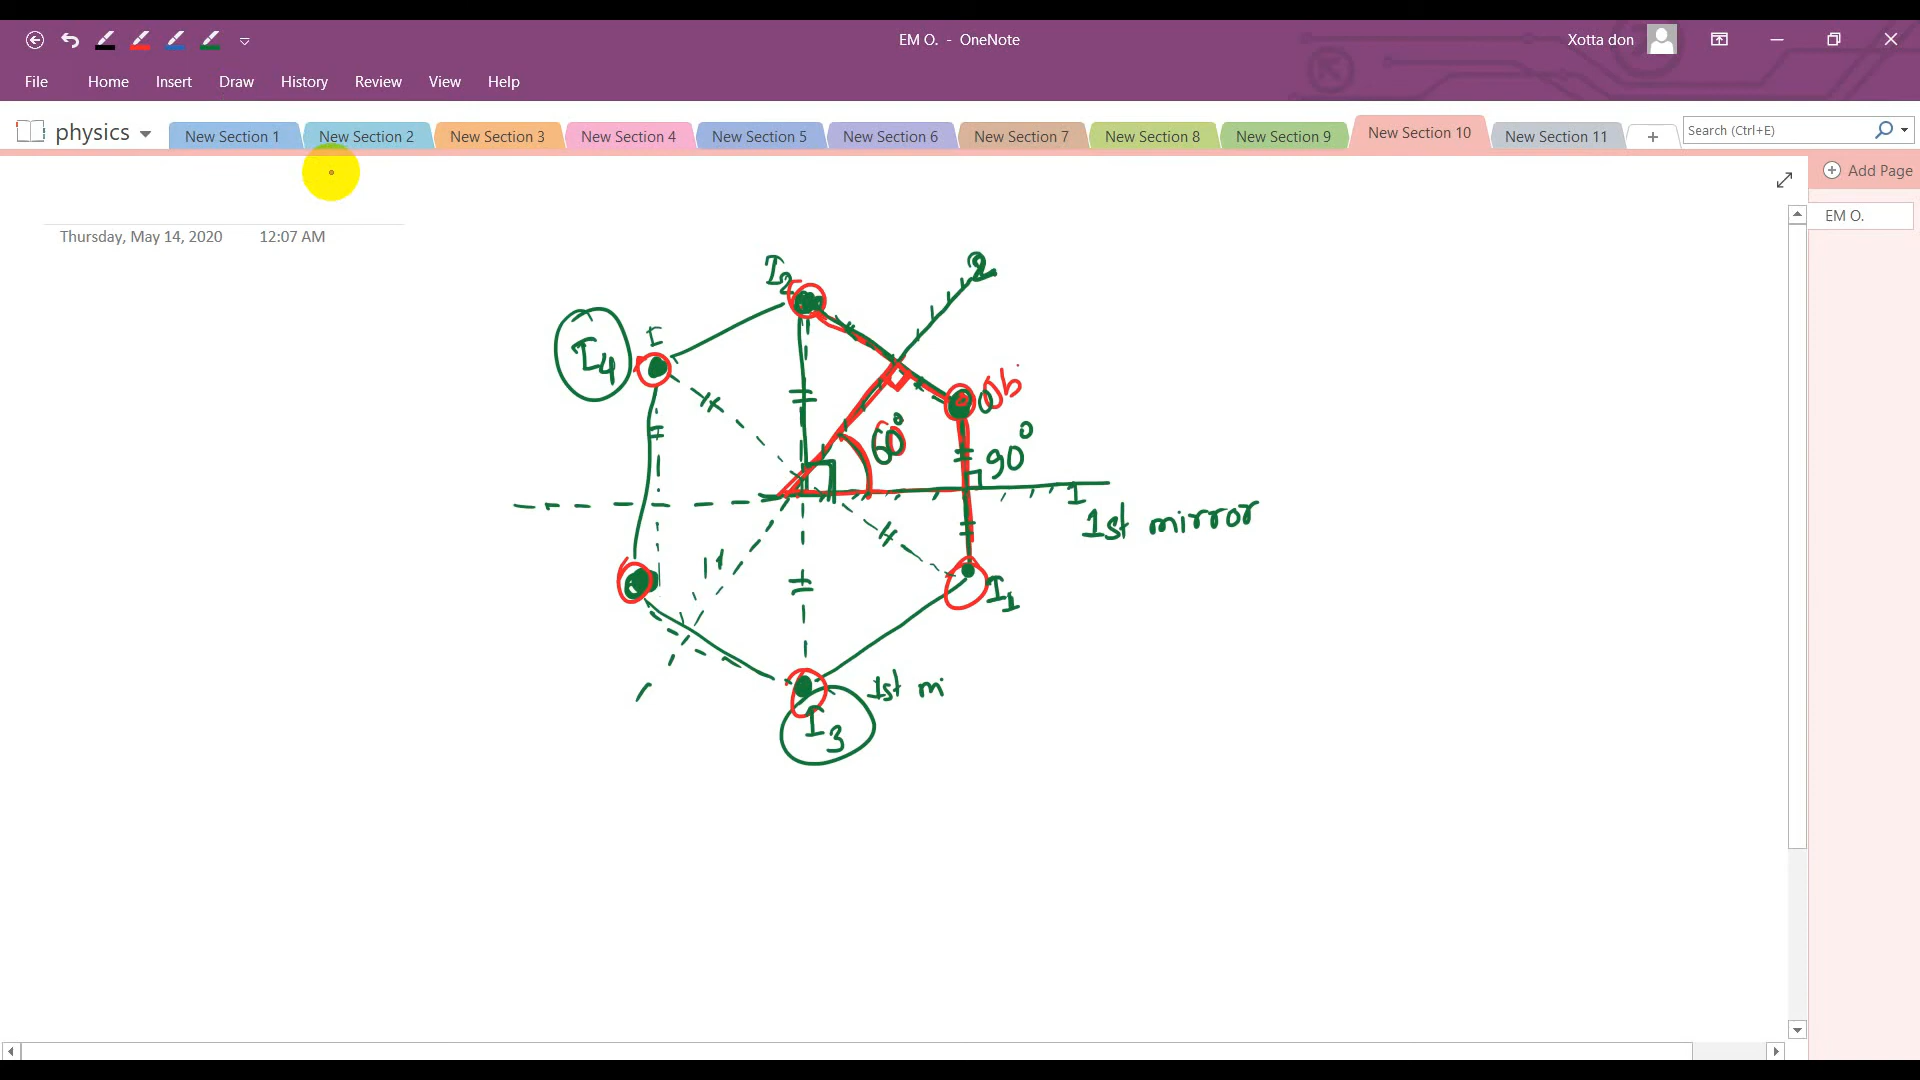 EM O. - OneNote
Xotta don
File Home Insert Draw History Review View Help
physics
New Section 1
New Section 2
New Section 3
New Section 4
New Section 5
New Section 6
New Section 7
New Section 8
New Section 9
New Section 10
New Section 11
Search (Ctrl+E)
Add Page
EM O.
Thursday, May 14, 2020 12:07 AM
2
I2
I
I4
Ob
60°
90°
1
1st mirror
I1
1st mi
I3